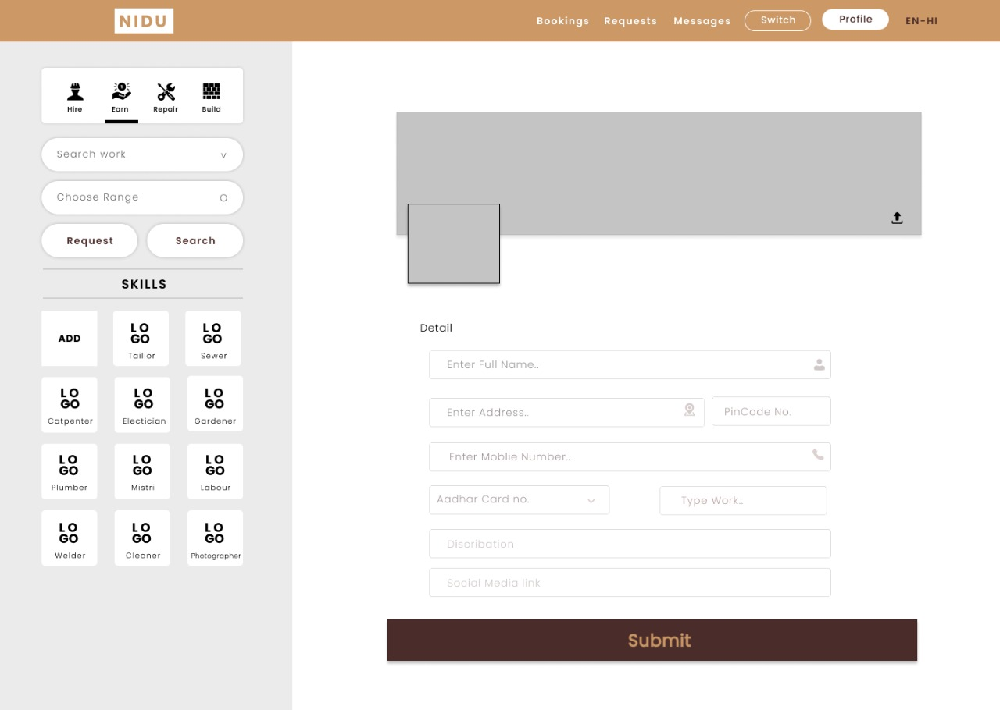 NIDU
Bookings Requests Messages Switch Profile EN-HI
Hire Earn Repair Build
Search work v
Choose Range O
Request Search
SKILLS
ADD
LO
GO
Tailior
LO
GO
Sewer
LO
GO
Catpenter
LO
GO
Electician
LO
GO
Gardener
LO
GO
Plumber
LO
GO
Mistri
LO
GO
Labour
LO
GO
Welder
LO
GO
Cleaner
LO
GO
Photographer
Detail
Enter Full Name..
Enter Address.. PinCode No.
Enter Moblie Number..
Aadhar Card no. Type Work..
Discribation
Social Media link
Submit